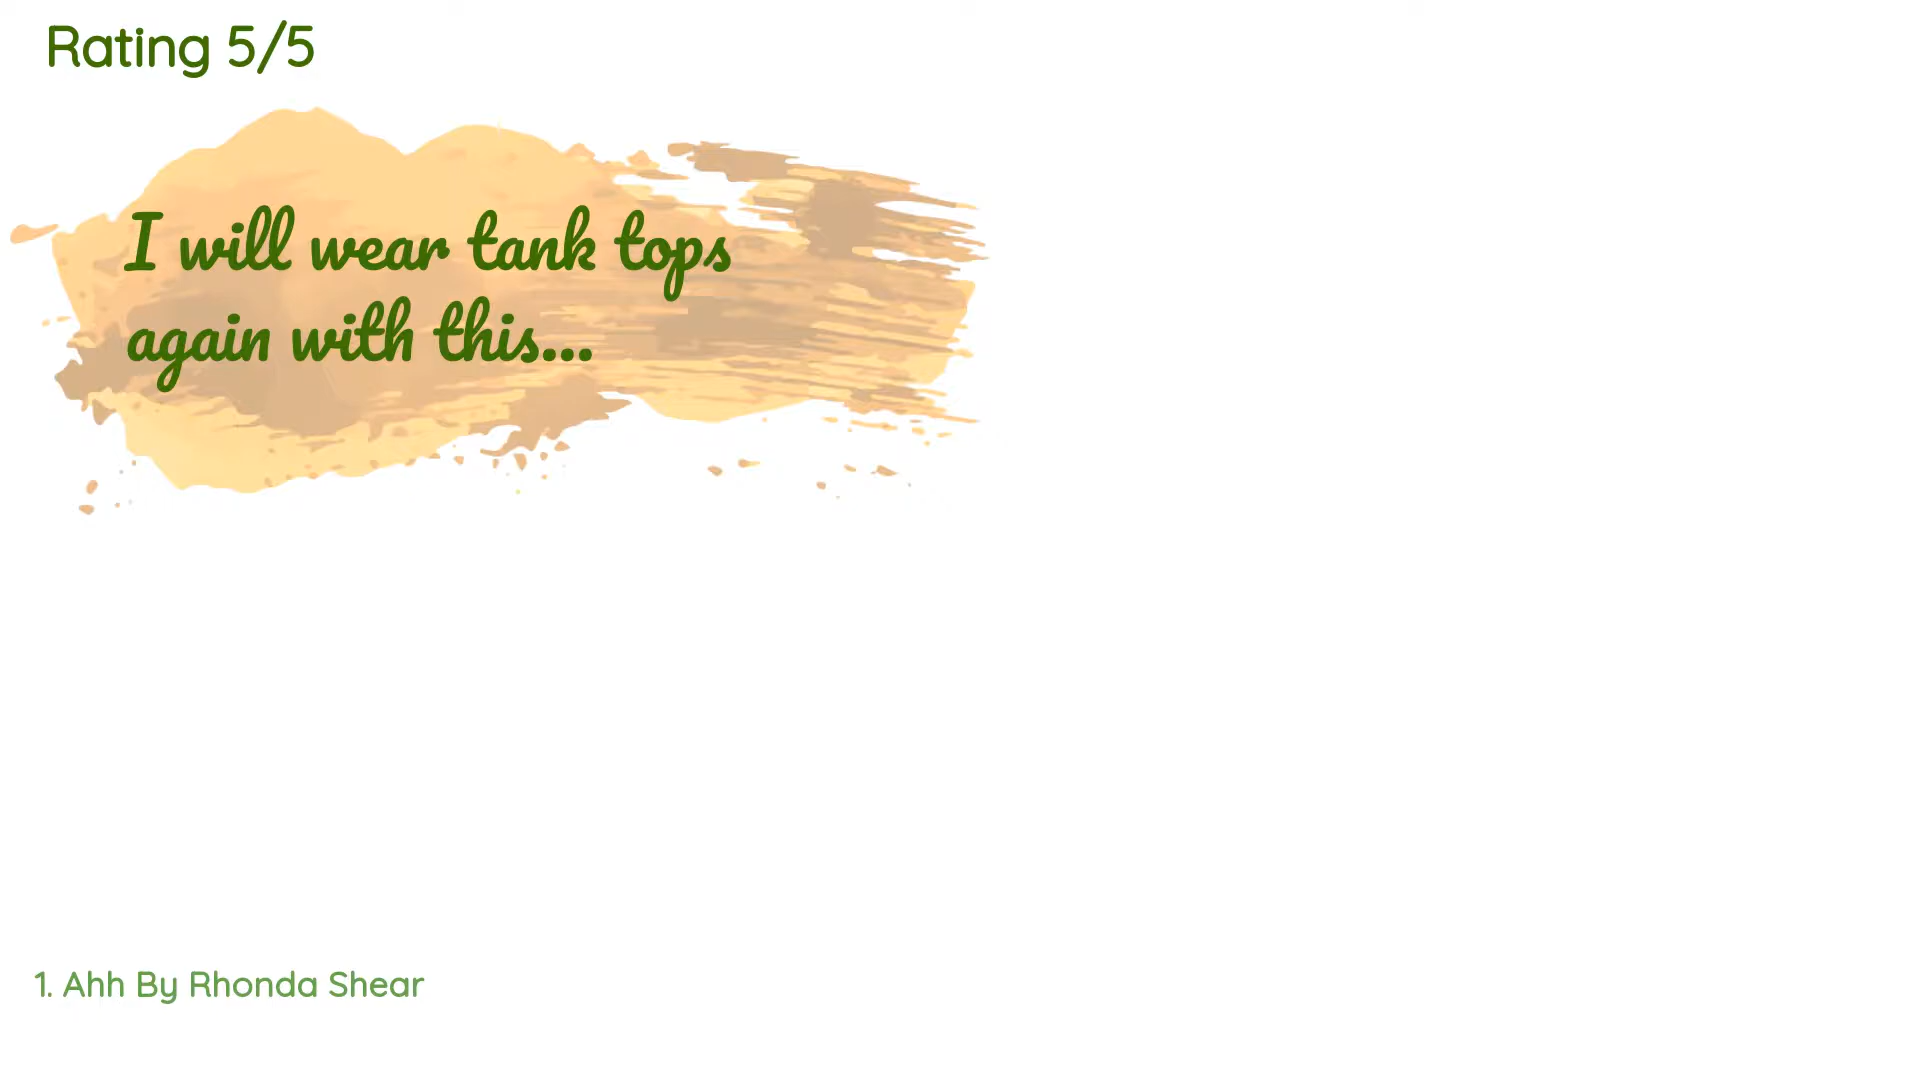 Rating 5/5
I will wear tank tops
again with this...
1. Ahh By Rhonda Shear